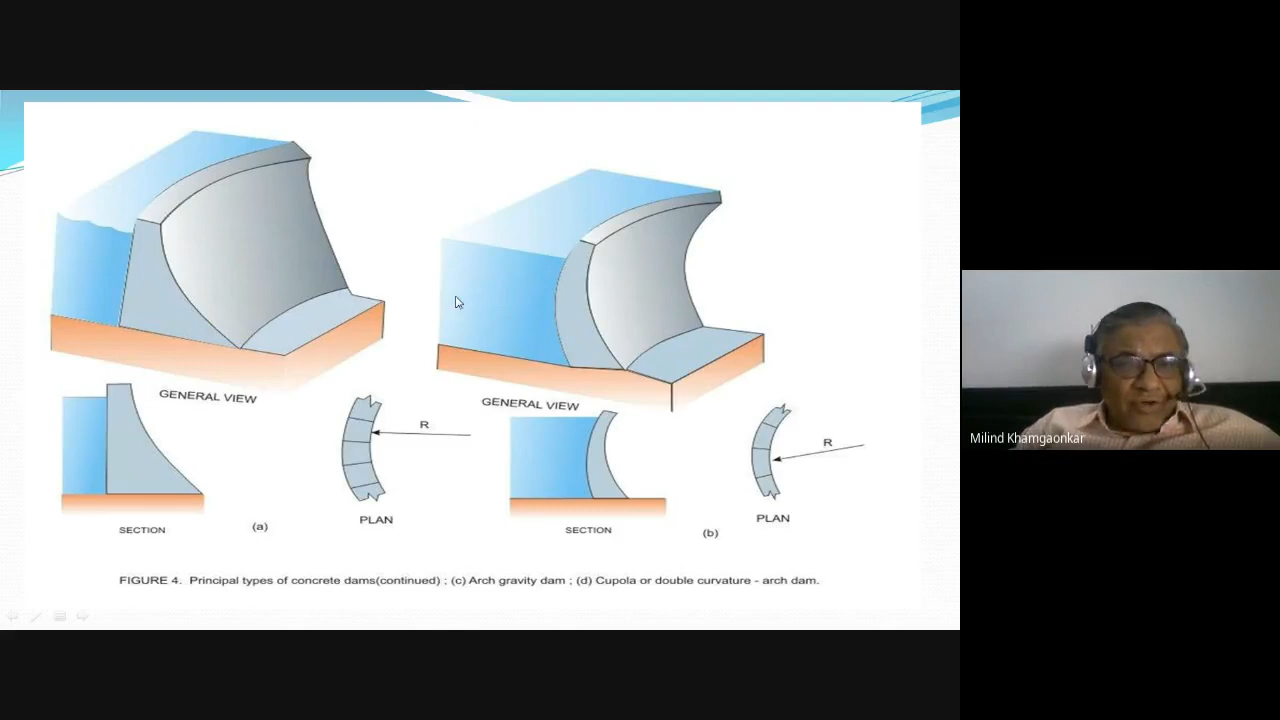 GENERAL VIEW
GENERAL VIEW
R
R
SECTION
(a)
PLAN
SECTION
(b)
PLAN
FIGURE 4. Principal types of concrete dams(continued) ; (c) Arch gravity dam ; (d) Cupola or double curvature - arch dam.
Milind Khamgaonkar